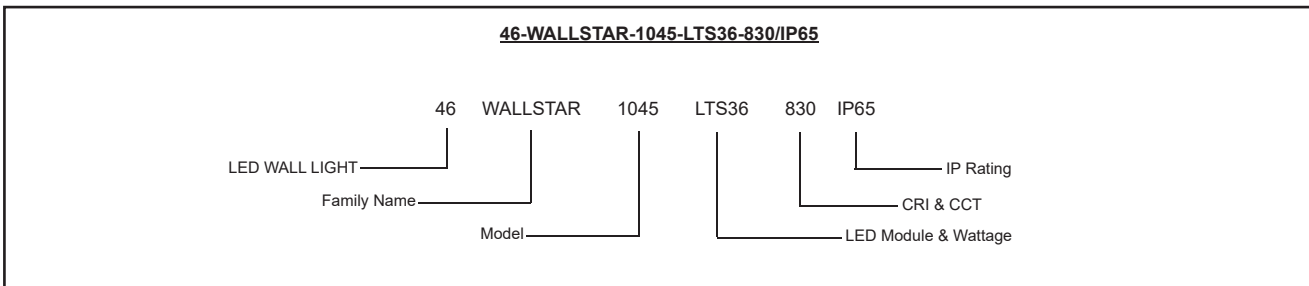 46-WALLSTAR-1045-LTS36-830/IP65
46 WALLSTAR 1045 LTS36 830 IP65
LED WALL LIGHT IP Rating
Family Name CRI & CCT
Model LED Module & Wattage